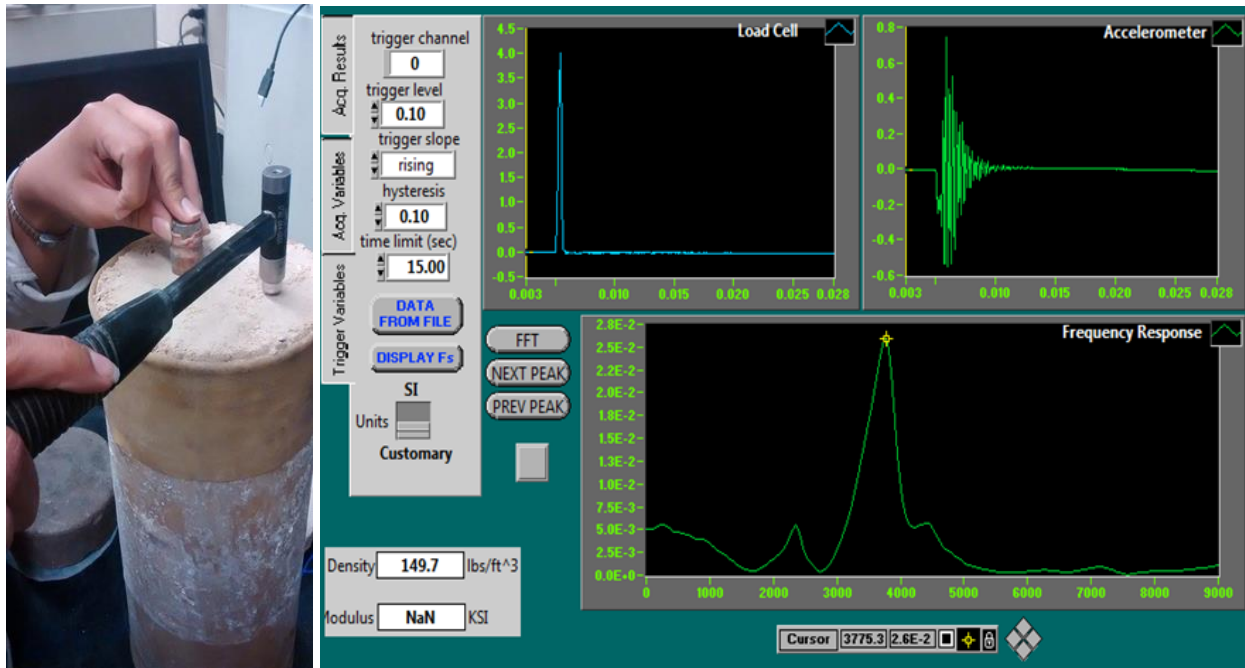 Acq. Results
Acq. Variables
Trigger Variables
trigger channel
0
trigger level
0.10
trigger slope
rising
hysteresis
0.10
time limit (sec)
15.00
DATA
FROM FILE
DISPLAY Fs
SI
Units
Customary
Load Cell
4.5-
4.0-
3.5-
3.0-
2.5-
2.0-
1.5-
1.0-
0.5-
0.0-
-0.5-
0.003 0.010 0.015 0.020 0.025 0.028
Accelerometer
0.8-
0.6-
0.4-
0.2-
0.0-
-0.2-
-0.4-
-0.6-
0.003 0.010 0.015 0.020 0.025 0.028
FFT
NEXT PEAK
PREV PEAK
Frequency Response
2.8E-2-
2.5E-2-
2.3E-2-
2.0E-2-
1.8E-2-
1.5E-2-
1.3E-2-
1.0E-2-
7.5E-3-
5.0E-3-
2.5E-3-
0.0E+0-
0 1000 2000 3000 4000 5000 6000 7000 8000 9000
Density 149.7 lbs/ft^3
Modulus NaN KSI
Cursor 3775.3 2.6E-2